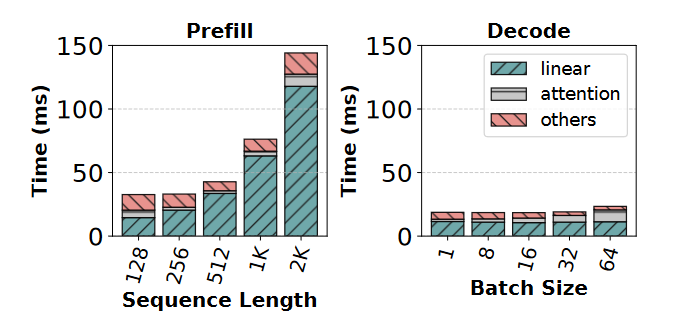 Prefill
150
100
50
0
Time (ms)
128
256
512
1K
2K
Sequence Length
Decode
150
100
50
0
Time (ms)
linear
attention
others
1
8
16
32
64
Batch Size